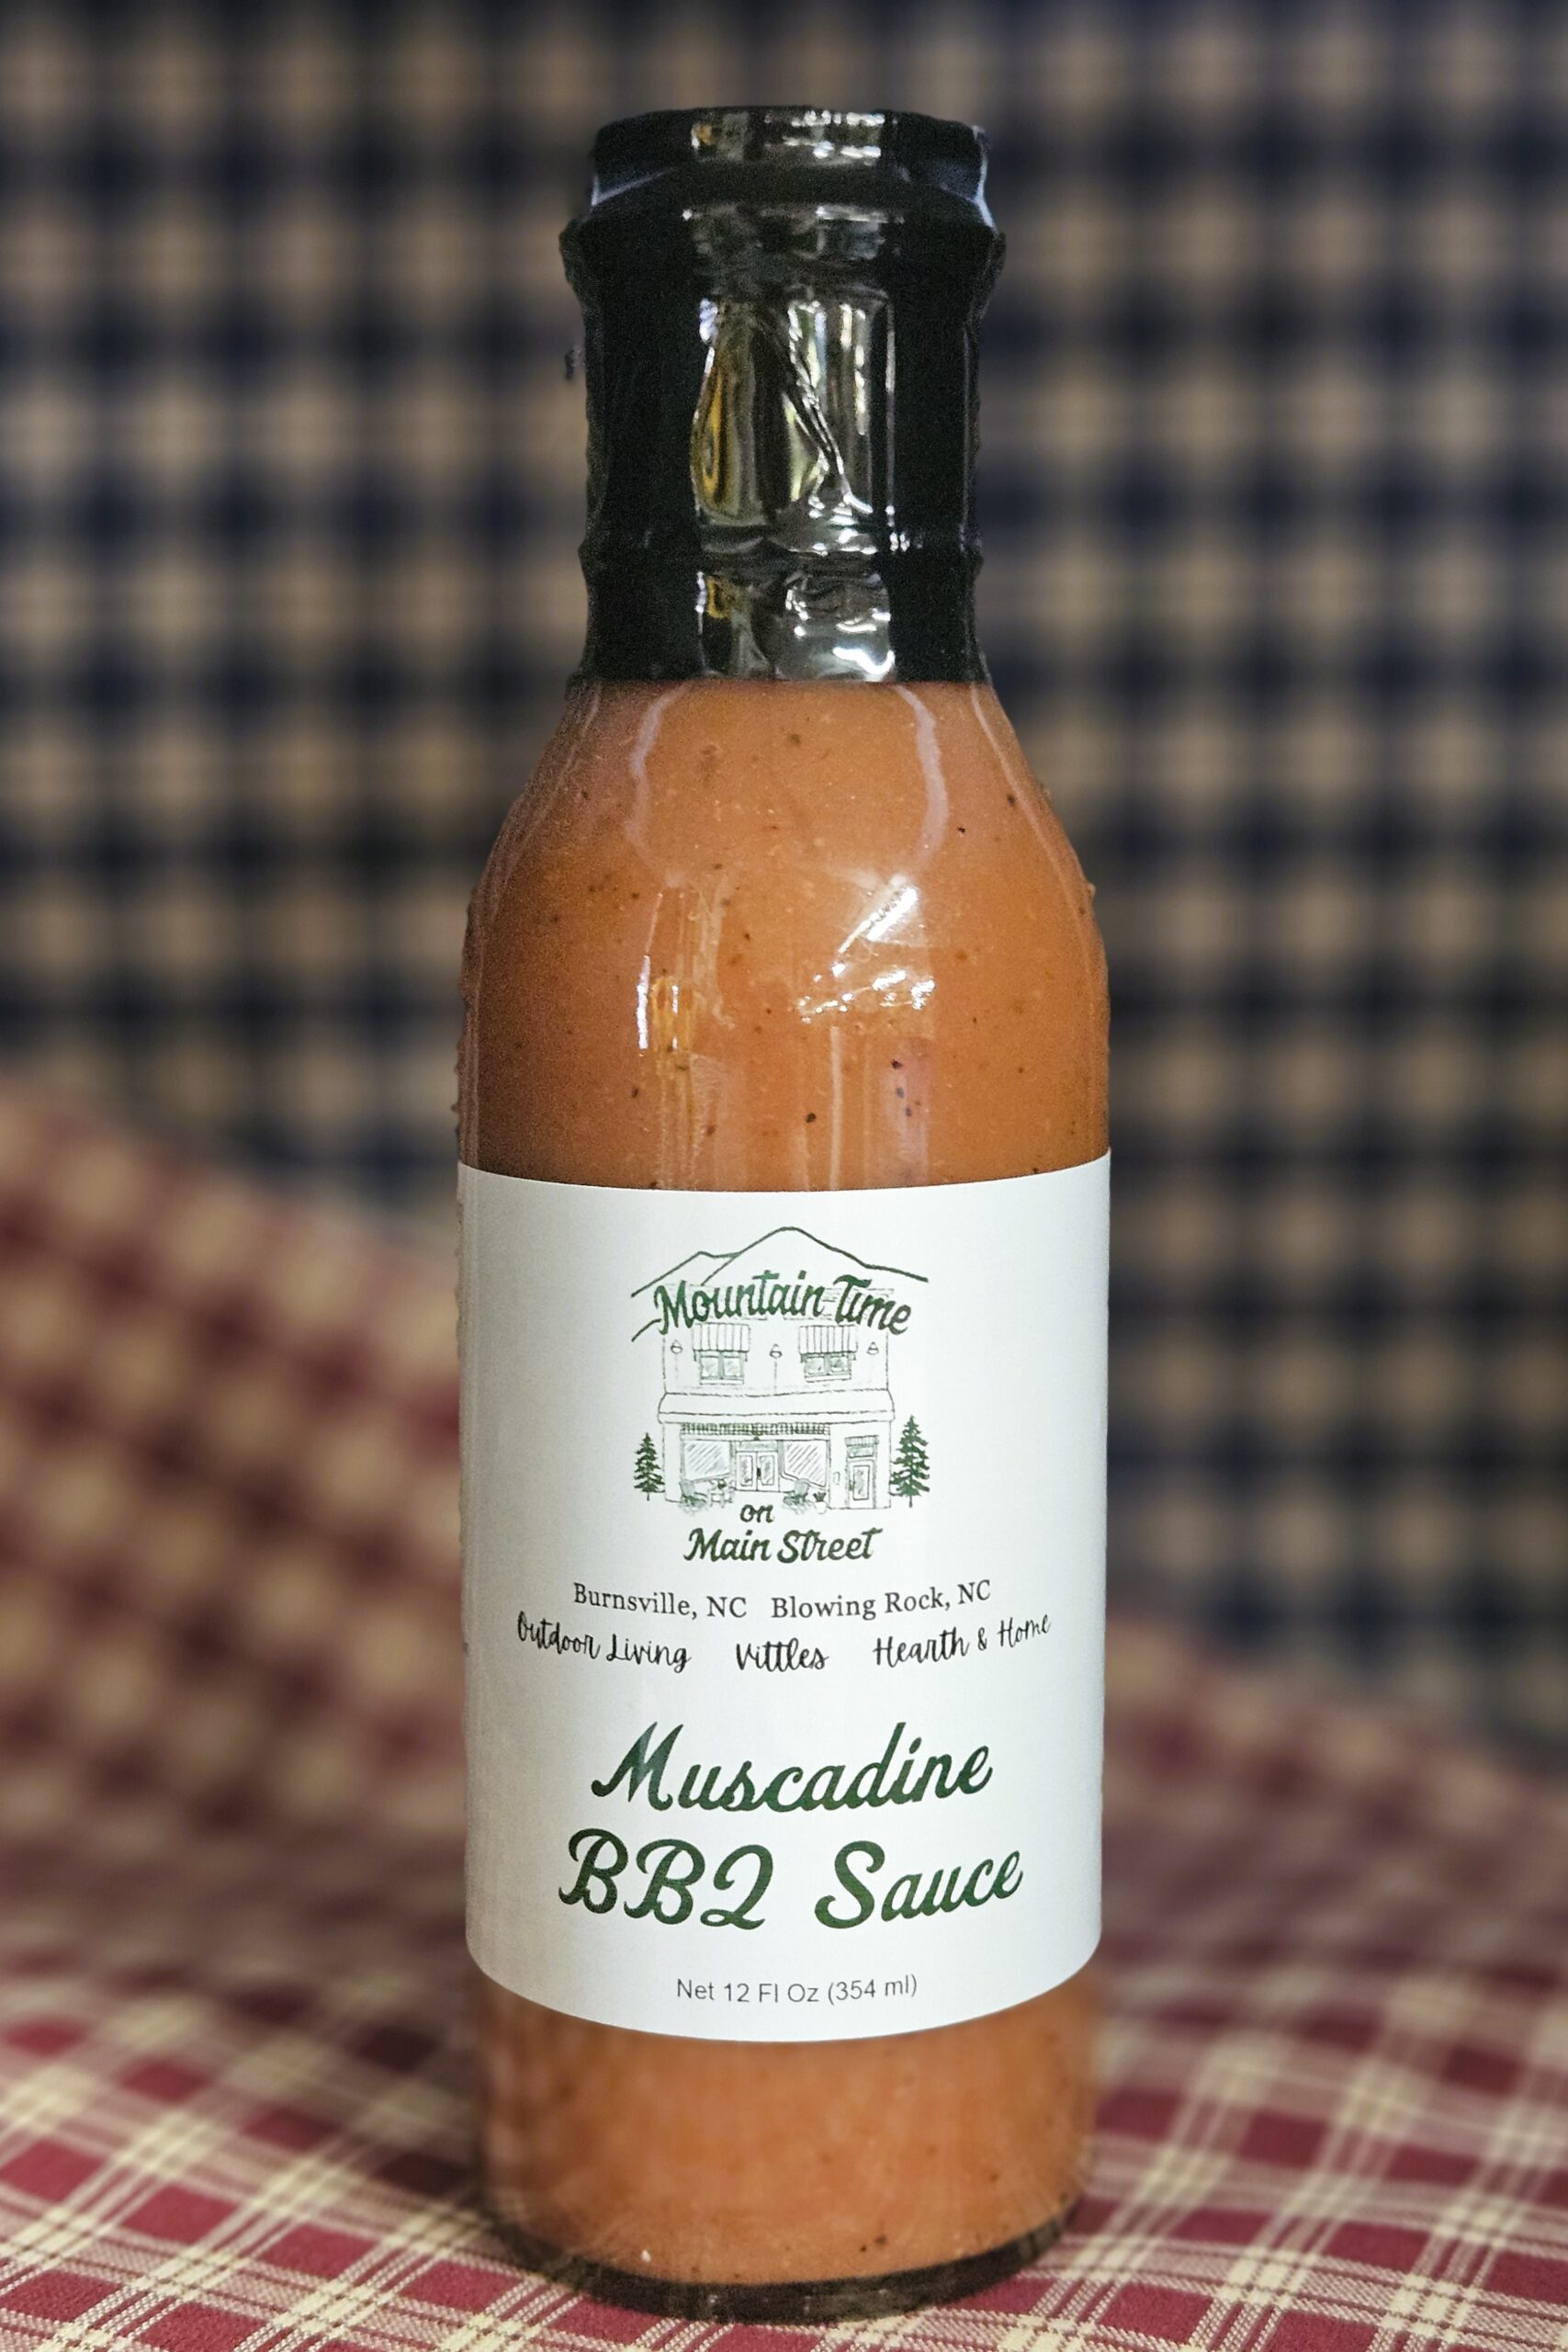 Mountain Time
on
Main Street
Burnsville, NC Blowing Rock, NC
Outdoor Living Vittles Hearth & Home
Muscadine
BBQ Sauce
Net 12 Fl Oz (354 ml)